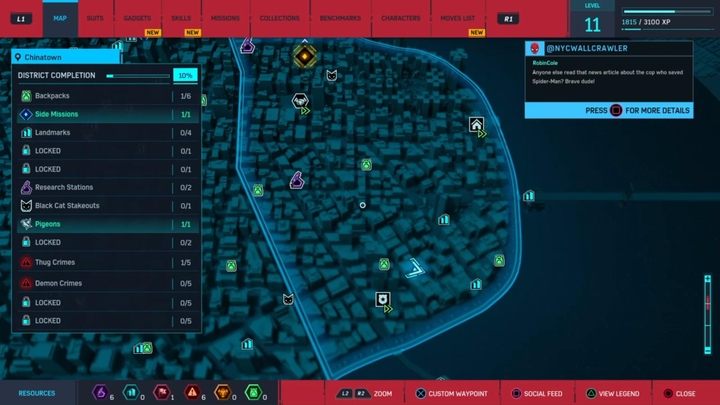 L1
MAP
SUITS
GADGETS
SKILLS
MISSIONS
COLLECTIONS
BENCHMARKS
CHARACTERS
MOVES LIST
R1
NEW
NEW
NEW
LEVEL
11
1815 / 3100 XP
Chinatown
DISTRICT COMPLETION
10%
Backpacks 1/6
Side Missions 1/1
Landmarks 0/4
LOCKED 0/1
LOCKED 0/1
Research Stations 0/2
Black Cat Stakeouts 0/1
Pigeons 1/1
LOCKED 0/2
Thug Crimes 1/5
Demon Crimes 0/5
LOCKED 0/5
LOCKED 0/5
@NYCWALLCRAWLER
RobinCole
Anyone else read that news article about the cop who saved
Spider-Man? Brave dude!
PRESS FOR MORE DETAILS
RESOURCES
6
0
1
6
0
0
L2 R2 ZOOM
CUSTOM WAYPOINT
SOCIAL FEED
VIEW LEGEND
CLOSE